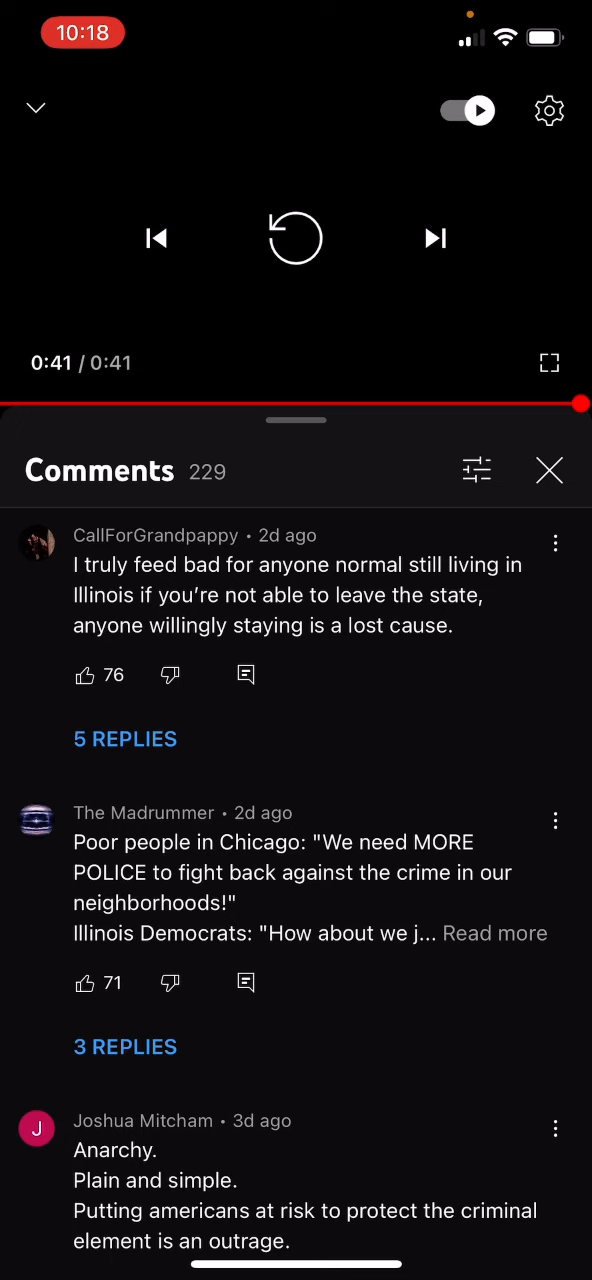 10:18
0:41 / 0:41
Comments 229
CallForGrandpappy • 2d ago
I truly feed bad for anyone normal still living in
Illinois if you’re not able to leave the state,
anyone willingly staying is a lost cause.
76
5 REPLIES
The Madrummer • 2d ago
Poor people in Chicago: "We need MORE
POLICE to fight back against the crime in our
neighborhoods!"
Illinois Democrats: "How about we j... Read more
71
3 REPLIES
J
Joshua Mitcham • 3d ago
Anarchy.
Plain and simple.
Putting americans at risk to protect the criminal
element is an outrage.